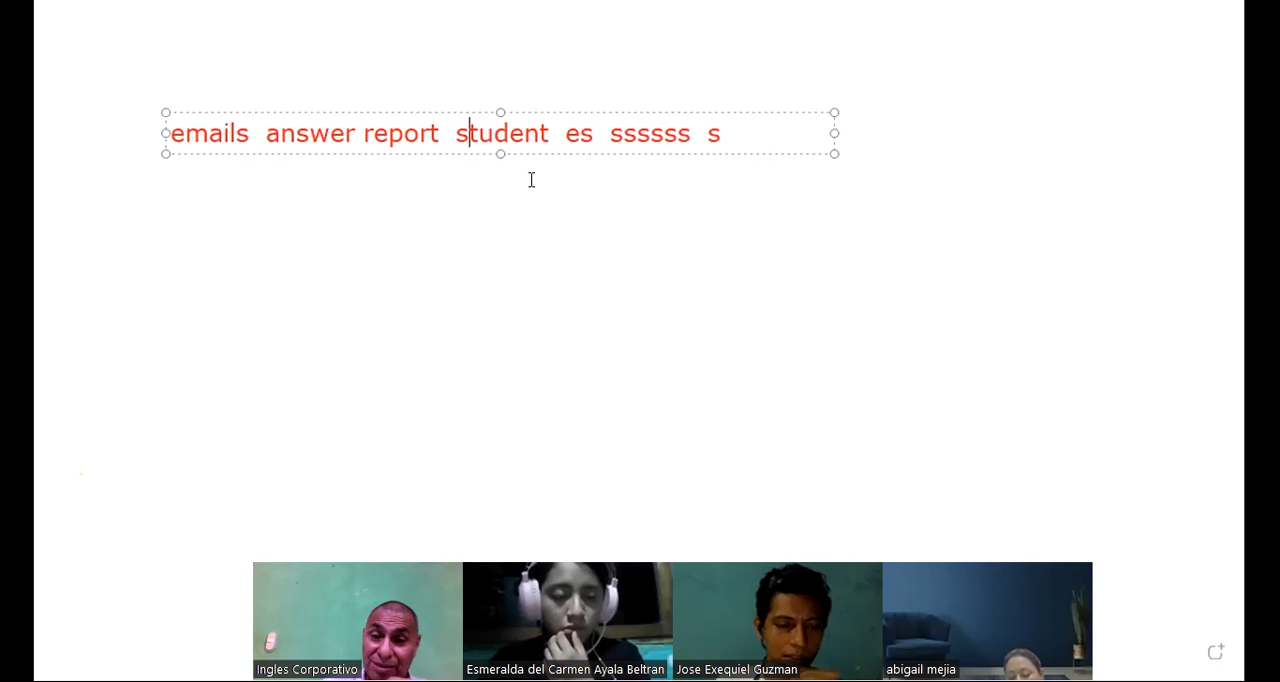 emails answer report student es ssssss s
Ingles Corporativo
Esmeralda del Carmen Ayala Beltran
Jose Exequiel Guzman
abigail mejia